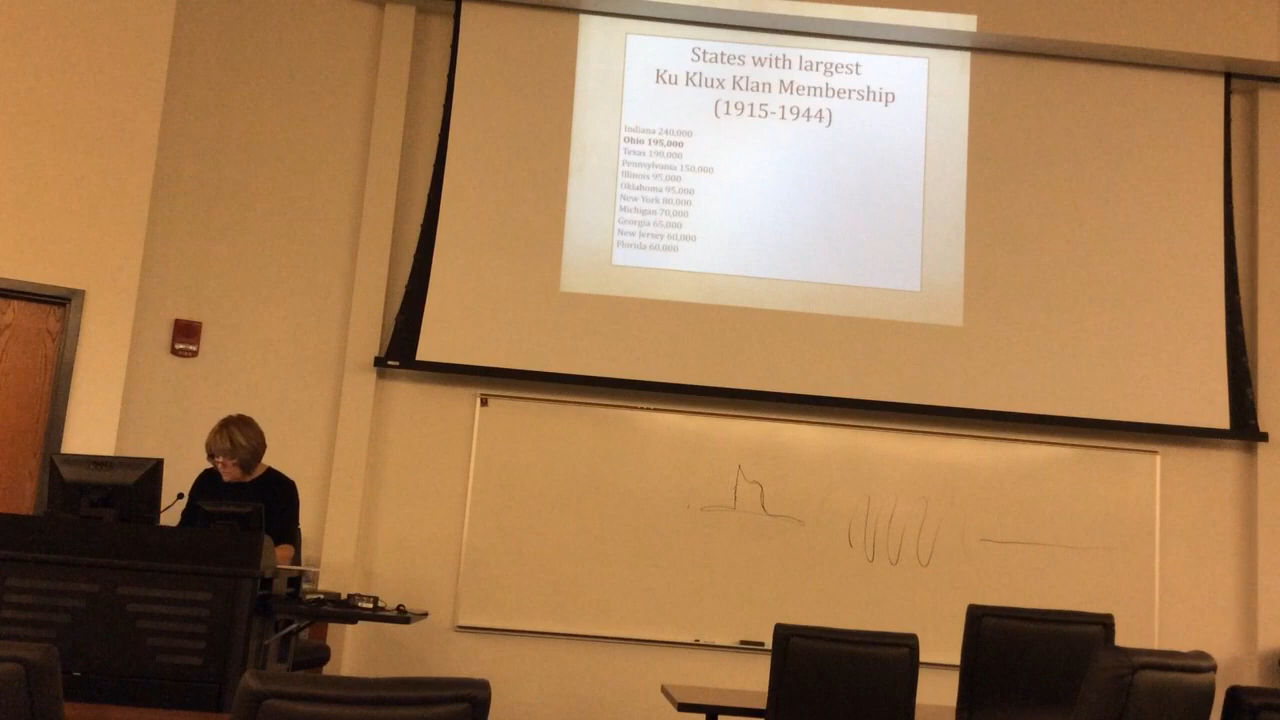 States with largest
Ku Klux Klan Membership
(1915-1944)
Indiana 240,000
Ohio 195,000
Texas 190,000
Pennsylvania 150,000
Illinois 95,000
Oklahoma 95,000
New York 80,000
Michigan 70,000
Georgia 65,000
New Jersey 60,000
Florida 60,000